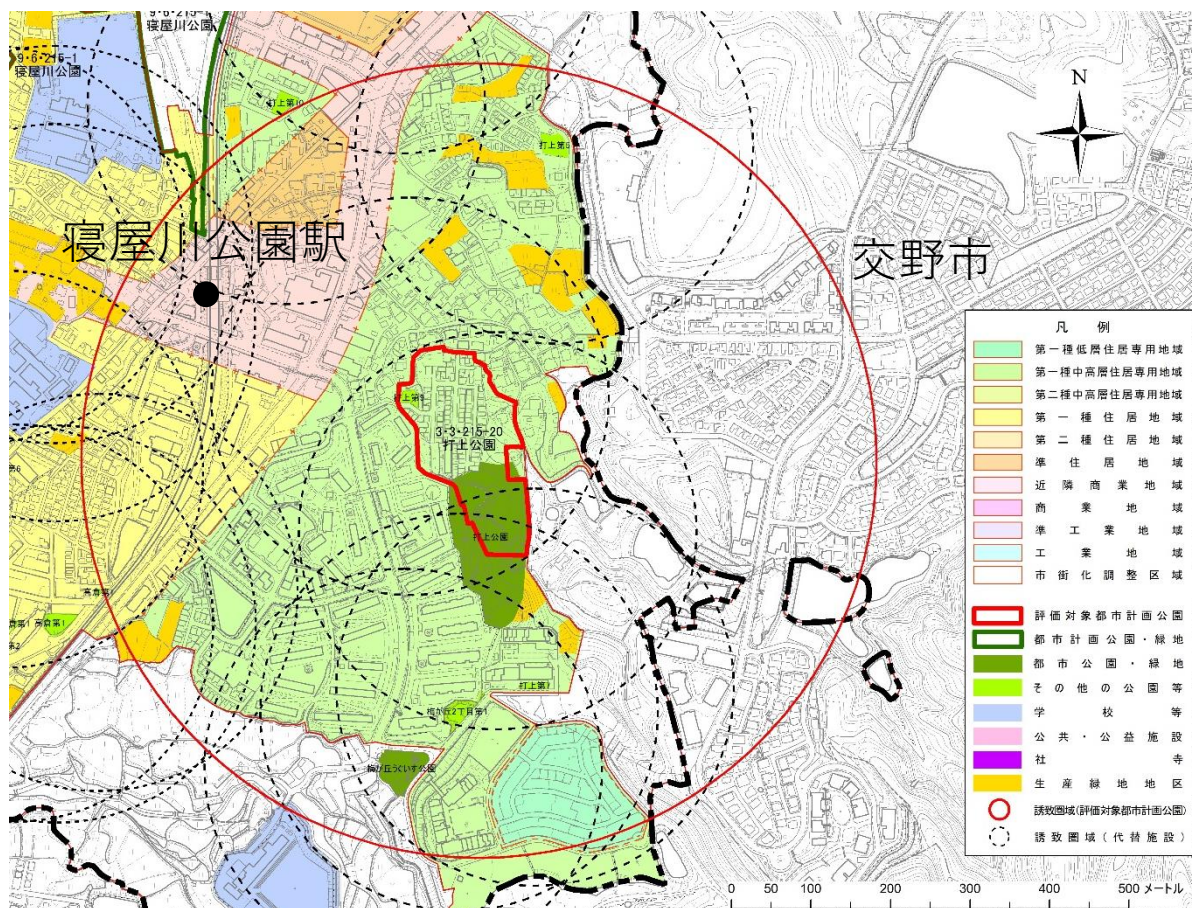 9・6・215-1
寝屋川公園
9・6・215-1
寝屋川公園
打上第10
打上第5
N
寝屋川公園駅
交野市
打上第9
3・3・215-20
打上公園
打上公園
高倉第1
打上第1
梅が丘2丁目第1
梅が丘うぐいす公園
凡例
第一種低層住居専用地域
第一種中高層住居専用地域
第二種中高層住居専用地域
第一種住居地域
第二種住居地域
準住居地域
近隣商業地域
商業地域
準工業地域
工業地域
市街化調整区域
評価対象都市計画公園
都市計画公園・緑地
都市公園・緑地
その他の公園等
学校等
公共・公益施設
社寺
生産緑地地区
誘致圏域(評価対象都市計画公園)
誘致圏域(代替施設)
0 50 100 200 300 400 500 メートル